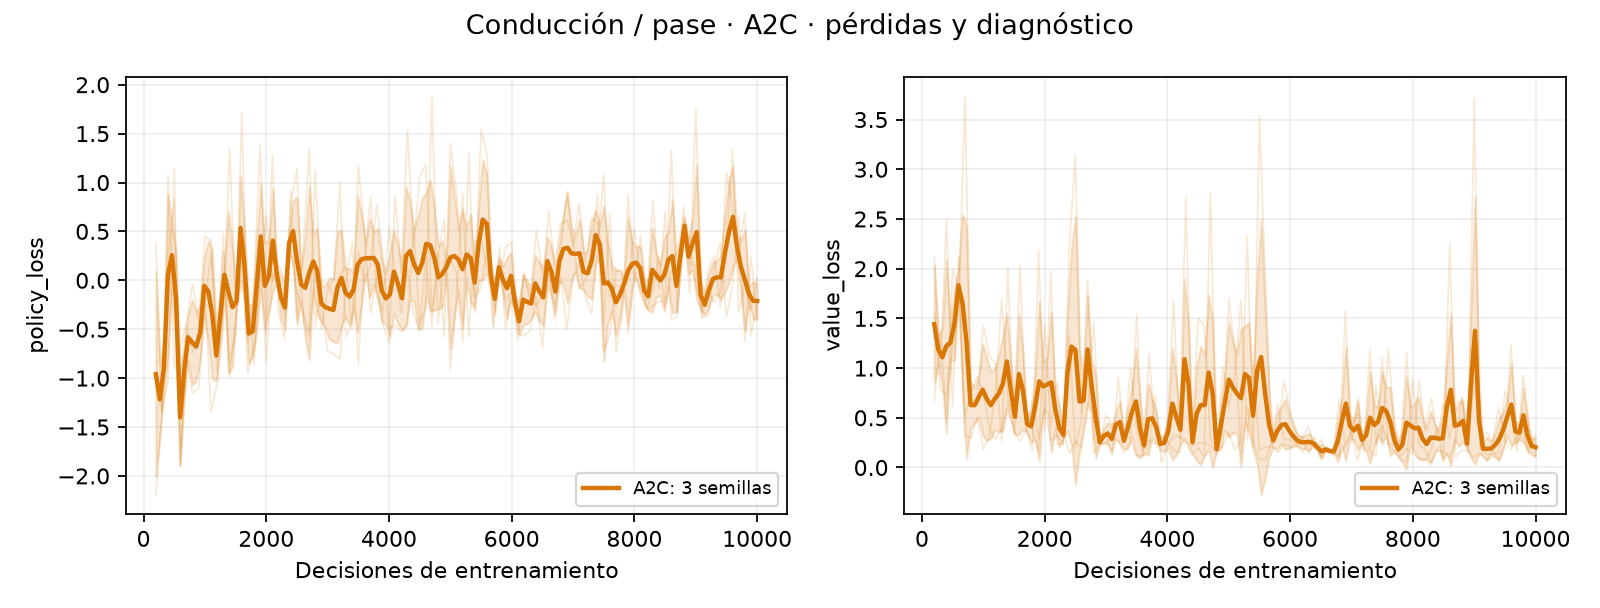 Conducción / pase · A2C · pérdidas y diagnóstico
policy_loss
2.0
1.5
1.0
0.5
0.0
−0.5
−1.0
−1.5
−2.0
0 2000 4000 6000 8000 10000
Decisiones de entrenamiento
A2C: 3 semillas
value_loss
3.5
3.0
2.5
2.0
1.5
1.0
0.5
0.0
0 2000 4000 6000 8000 10000
Decisiones de entrenamiento
A2C: 3 semillas